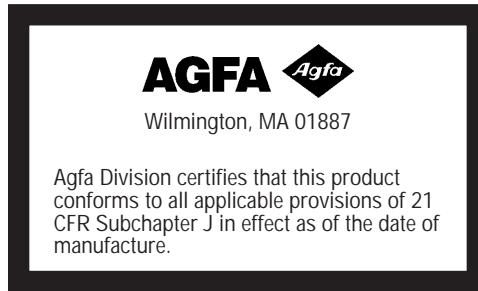 AGFA Agfa
Wilmington, MA 01887
Agfa Division certifies that this product
conforms to all applicable provisions of 21
CFR Subchapter J in effect as of the date of
manufacture.